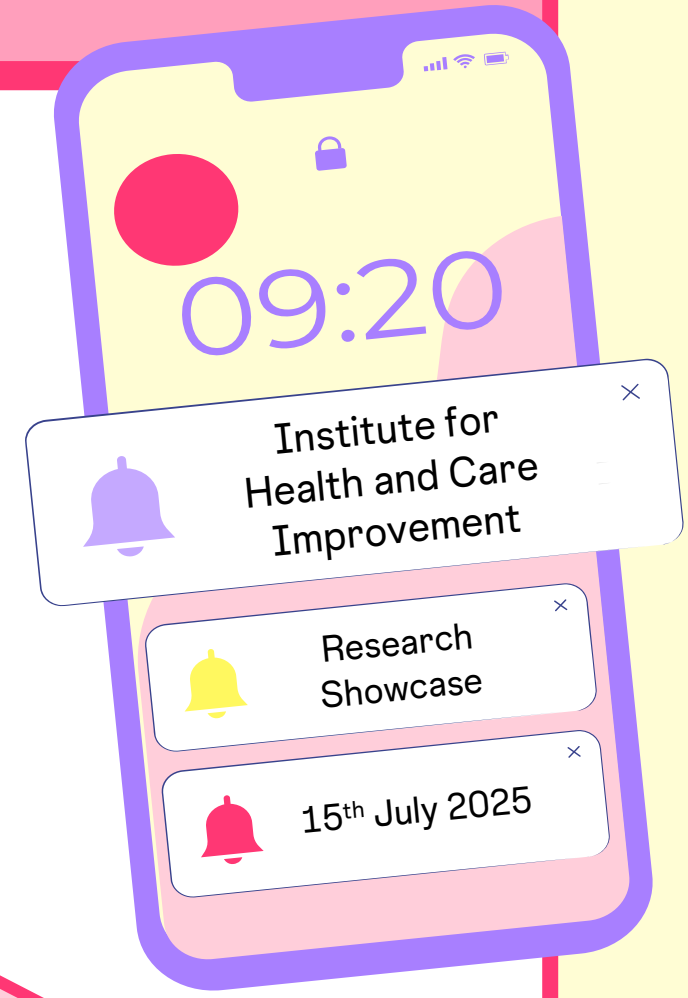 09:20
Institute for
Health and Care
Improvement
Research
Showcase
15th July 2025